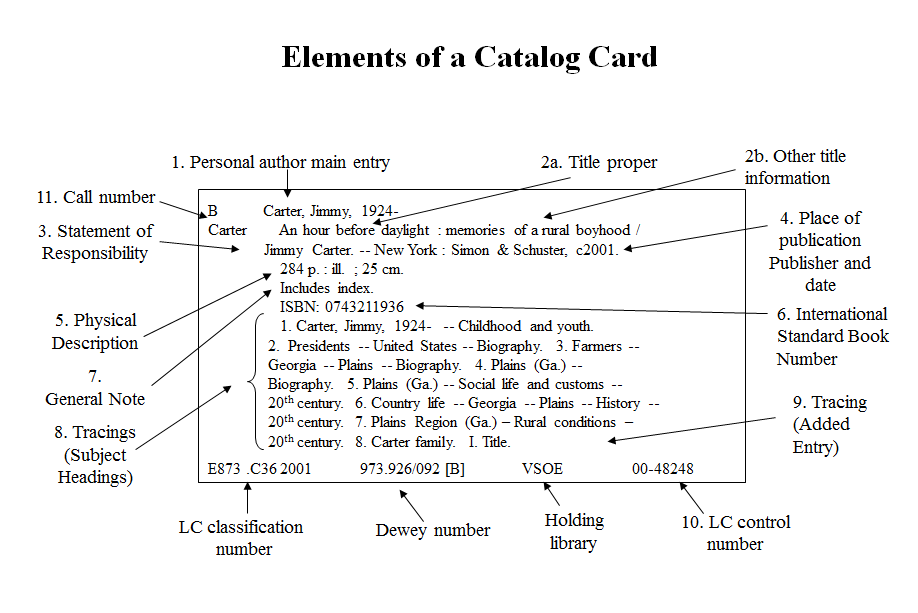 Elements of a Catalog Card
1. Personal author main entry
2a. Title proper
2b. Other title
information
11. Call number
3. Statement of
Responsibility
4. Place of
publication
Publisher and
date
B Carter, Jimmy, 1924-
Carter An hour before daylight : memories of a rural boyhood /
Jimmy Carter. -- New York : Simon & Schuster, c2001.
284 p. : ill. ; 25 cm.
Includes index.
ISBN: 0743211936
1. Carter, Jimmy, 1924- -- Childhood and youth.
2. Presidents -- United States -- Biography. 3. Farmers --
Georgia -- Plains -- Biography. 4. Plains (Ga.) --
Biography. 5. Plains (Ga.) -- Social life and customs --
20th century. 6. Country life -- Georgia -- Plains -- History --
20th century. 7. Plains Region (Ga.) – Rural conditions –
20th century. 8. Carter family. I. Title.
E873 .C36 2001 973.926/092 [B] VSOE 00-48248
5. Physical
Description
7.
General Note
8. Tracings
(Subject
Headings)
6. International
Standard Book
Number
9. Tracing
(Added
Entry)
LC classification
number
Dewey number
Holding
library
10. LC control
number